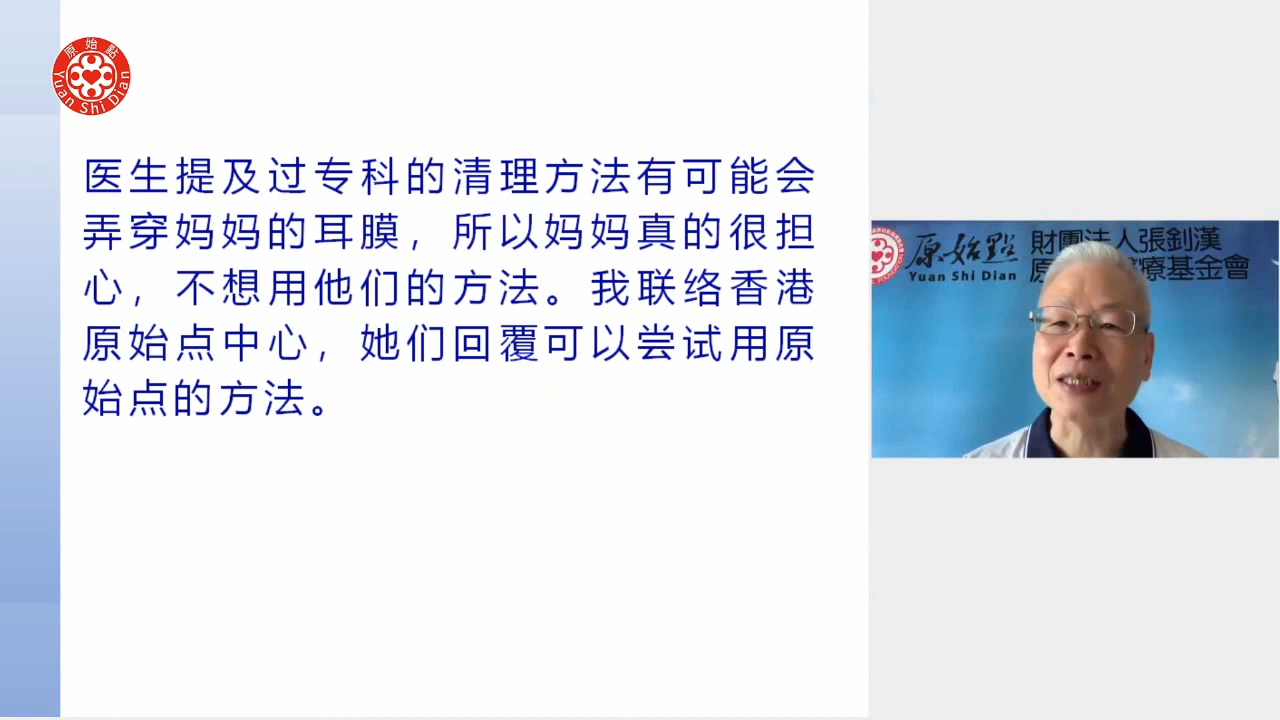 原始點
Yuan Shi Dian
医生提及过专科的清理方法有可能会
弄穿妈妈的耳膜，所以妈妈真的很担
心，不想用他们的方法。我联络香港
原始点中心，她们回覆可以尝试用原
始点的方法。
原始點
Yuan Shi Dian
財團法人張釗漢
原
療基金會